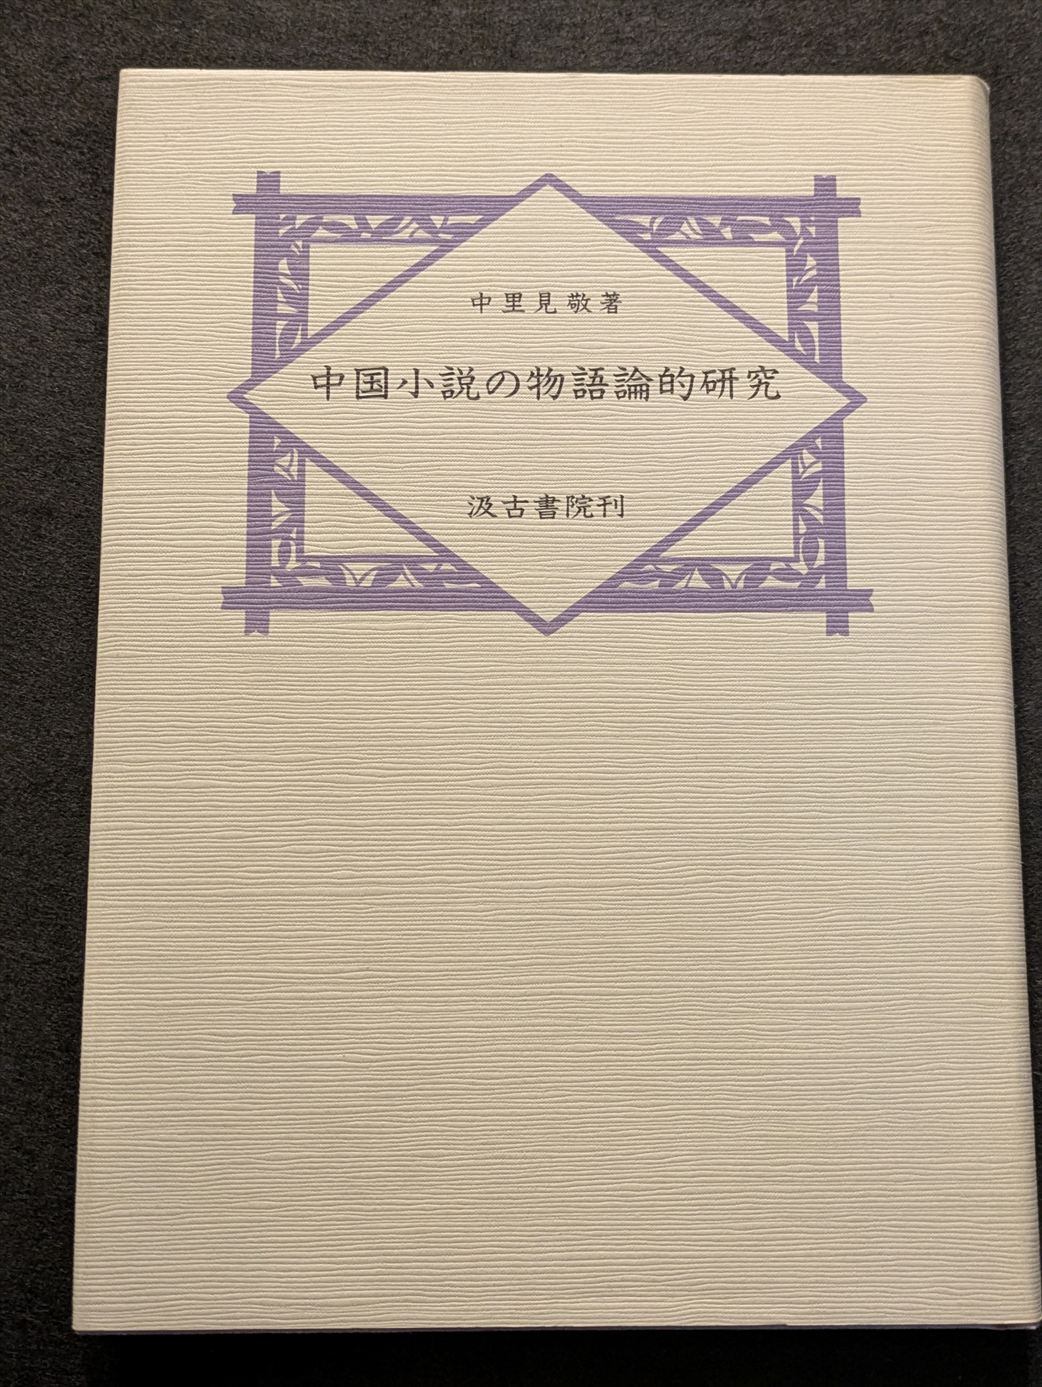 中里見敬著
中国小説の物語論的研究
汲古書院刊